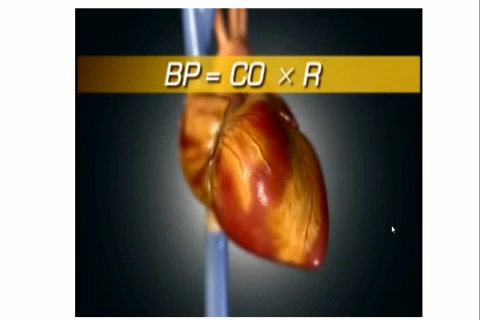 BP = CO × R